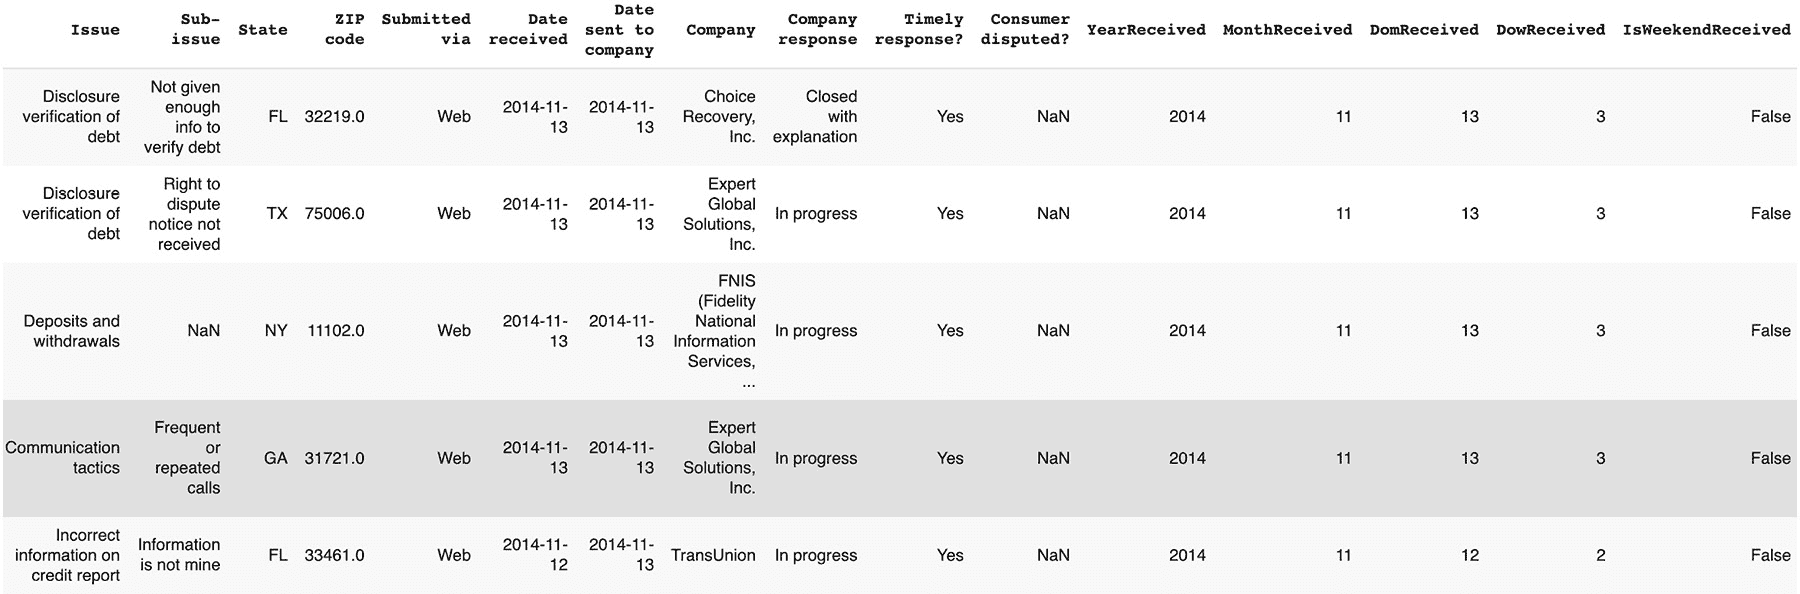 Issue Sub-issue State ZIP code Submitted via Date received Date sent to company Company Company response Timely response? Consumer disputed? YearReceived MonthReceived DomReceived DowReceived IsWeekendReceived
Disclosure verification of debt Not given enough info to verify debt FL 32219.0 Web 2014-11-13 2014-11-13 Choice Recovery, Inc. Closed with explanation Yes NaN 2014 11 13 3 False
Disclosure verification of debt Right to dispute notice not received TX 75006.0 Web 2014-11-13 2014-11-13 Expert Global Solutions, Inc. In progress Yes NaN 2014 11 13 3 False
Deposits and withdrawals NaN NY 11102.0 Web 2014-11-13 2014-11-13 FNIS (Fidelity National Information Services, ... In progress Yes NaN 2014 11 13 3 False
Communication tactics Frequent or repeated calls GA 31721.0 Web 2014-11-13 2014-11-13 Expert Global Solutions, Inc. In progress Yes NaN 2014 11 13 3 False
Incorrect information on credit report Information is not mine FL 33461.0 Web 2014-11-12 2014-11-13 TransUnion In progress Yes NaN 2014 11 12 2 False